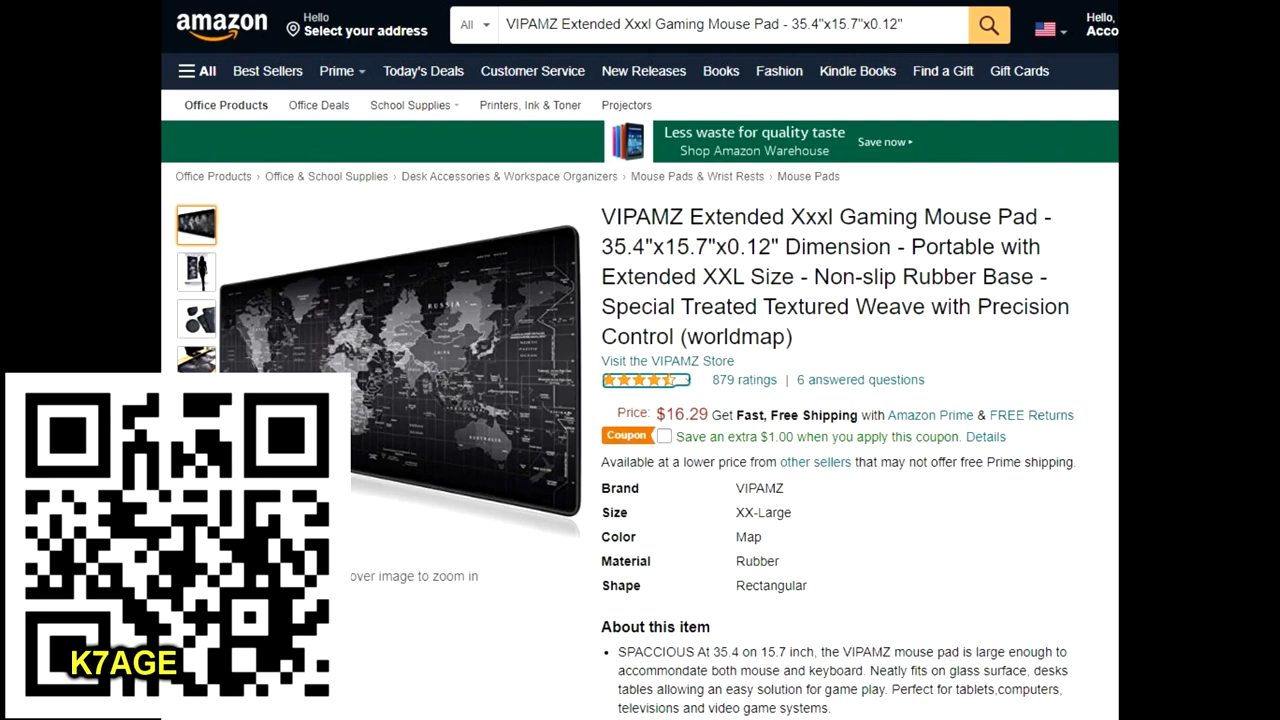 amazon
Hello
Select your address
All
VIPAMZ Extended Xxxl Gaming Mouse Pad - 35.4"x15.7"x0.12"
Hello,
Acco
All
Best Sellers
Prime
Today's Deals
Customer Service
New Releases
Books
Fashion
Kindle Books
Find a Gift
Gift Cards
Office Products
Office Deals
School Supplies
Printers, Ink & Toner
Projectors
Less waste for quality taste
Shop Amazon Warehouse
Save now ▸
Office Products › Office & School Supplies › Desk Accessories & Workspace Organizers › Mouse Pads & Wrist Rests › Mouse Pads
VIPAMZ Extended Xxxl Gaming Mouse Pad -
35.4"x15.7"x0.12" Dimension - Portable with
Extended XXL Size - Non-slip Rubber Base -
Special Treated Textured Weave with Precision
Control (worldmap)
Visit the VIPAMZ Store
879 ratings | 6 answered questions
Price: $16.29 Get Fast, Free Shipping with Amazon Prime & FREE Returns
Coupon Save an extra $1.00 when you apply this coupon. Details
Available at a lower price from other sellers that may not offer free Prime shipping.
Brand VIPAMZ
Size XX-Large
Color Map
Material Rubber
Shape Rectangular
About this item
• SPACCIOUS At 35.4 on 15.7 inch, the VIPAMZ mouse pad is large enough to
accommondate both mouse and keyboard. Neatly fits on glass surface, desks
tables allowing an easy solution for game play. Perfect for tablets,computers,
televisions and video game systems.
RUSSIA
CHINA
AUSTRALIA
over image to zoom in
K7AGE